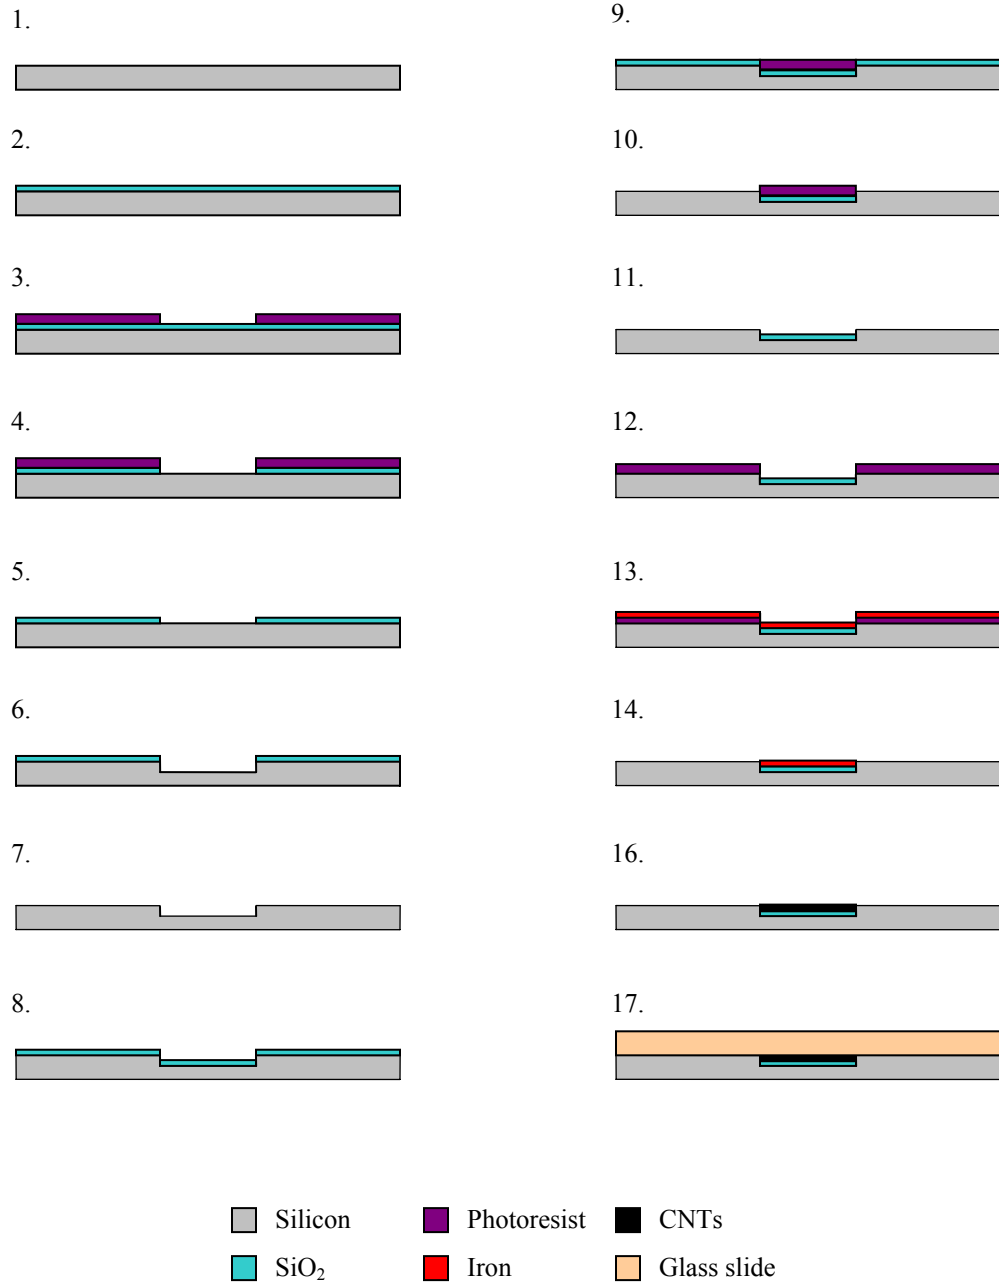 1.
2.
3.
4.
5.
6.
7.
8.
9.
10.
11.
12.
13.
14.
16.
17.
Silicon
Photoresist
CNTs
SiO₂
Iron
Glass slide